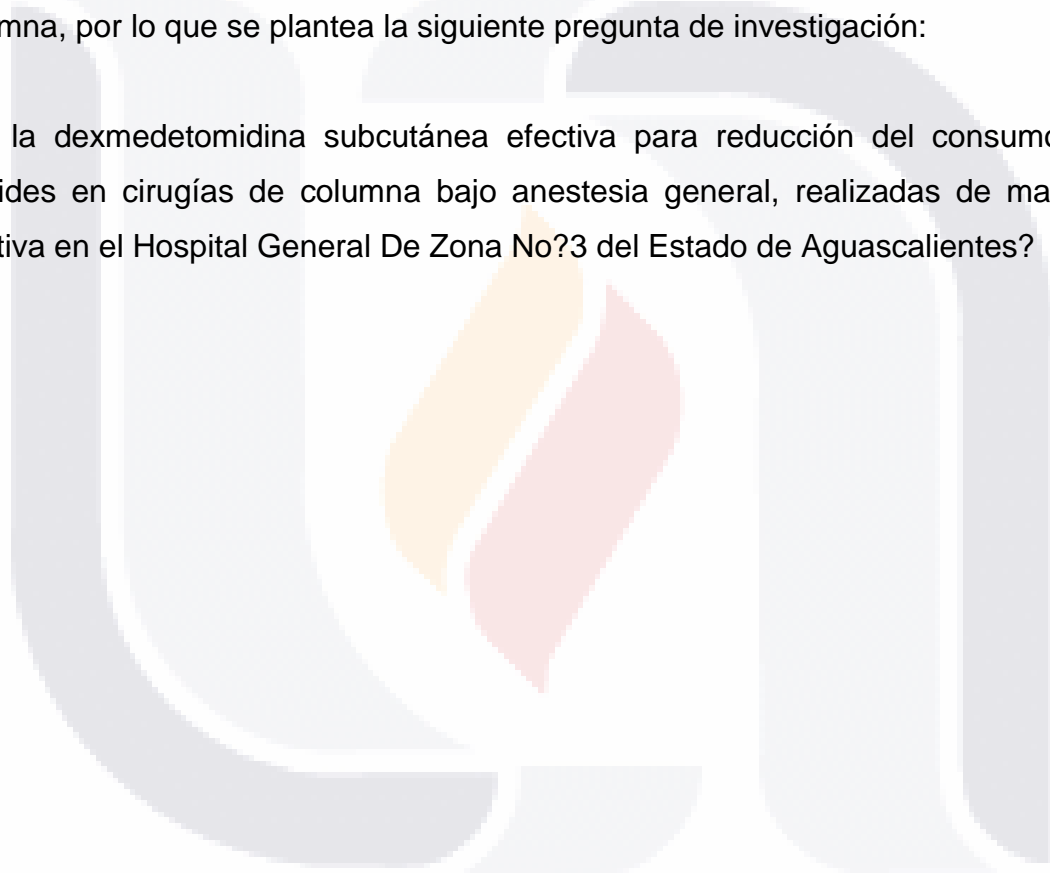 mna, por lo que se plantea la siguiente pregunta de investigación:
la dexmedetomidina subcutánea efectiva para reducción del consumo
ides en cirugías de columna bajo anestesia general, realizadas de ma
tiva en el Hospital General De Zona No?3 del Estado de Aguascalientes?